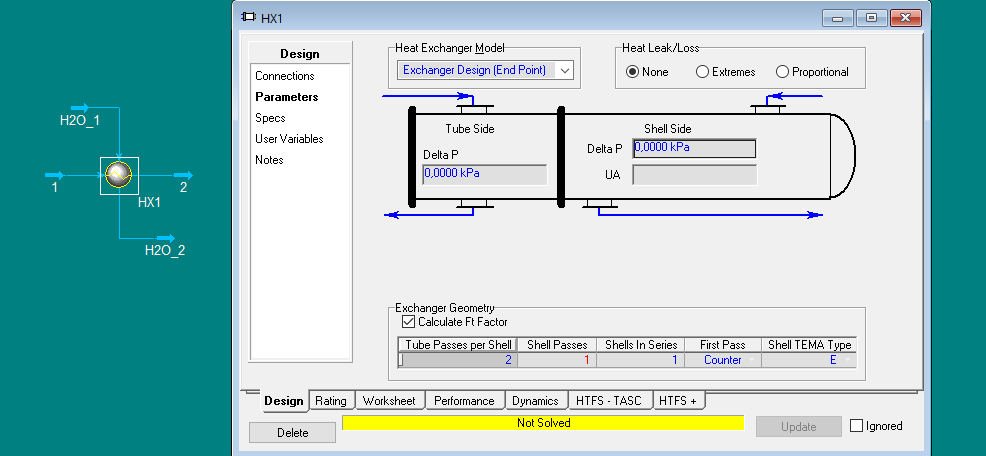 HX1
Design
Connections
Parameters
Specs
User Variables
Notes
Heat Exchanger Model
Exchanger Design (End Point)
Heat Leak/Loss
None
Extremes
Proportional
Tube Side
Delta P
0,0000 kPa
Shell Side
Delta P
0,0000 kPa
UA
Exchanger Geometry
Calculate Ft Factor
Tube Passes per Shell Shell Passes Shells In Series First Pass Shell TEMA Type
2 1 1 Counter E
Design Rating Worksheet Performance Dynamics HTFS - TASC HTFS +
Delete
Not Solved
Update
Ignored
H2O_1
1
2
HX1
H2O_2